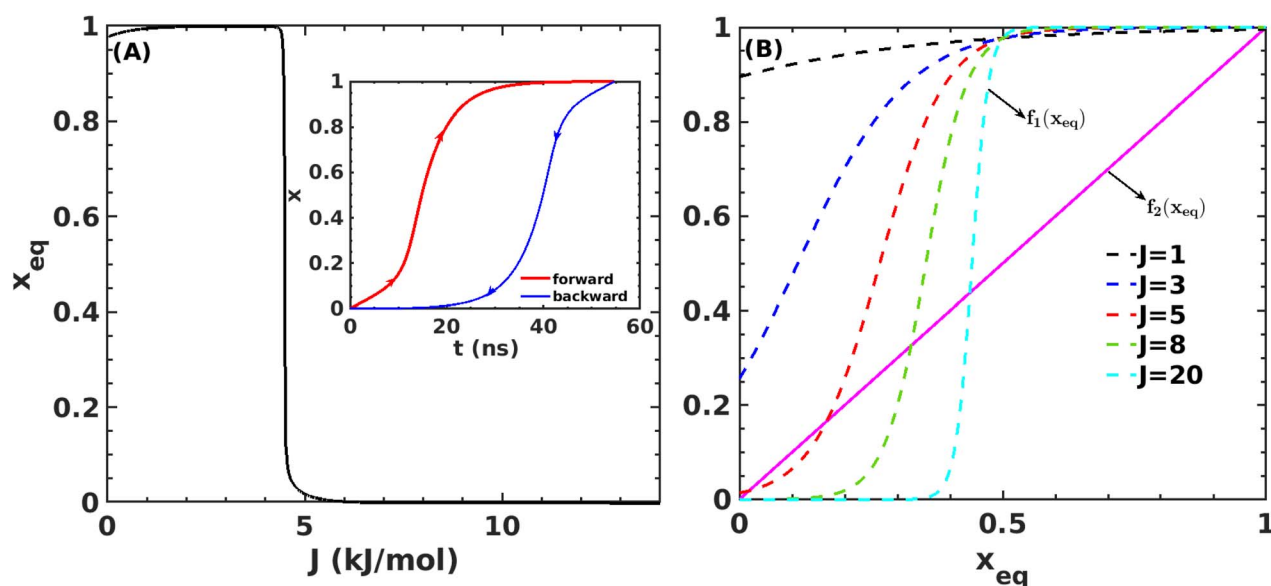 (A)
1
0.8
0.6
0.4
0.2
0
x_eq
0 5 10
J (kJ/mol)
1
0.8
0.6
0.4
0.2
0
x
forward
backward
0 20 40 60
t (ns)
(B)
1
0.8
0.6
0.4
0.2
0
f₁(x_eq)
f₂(x_eq)
J=1
J=3
J=5
J=8
J=20
0 0.5 1
x_eq